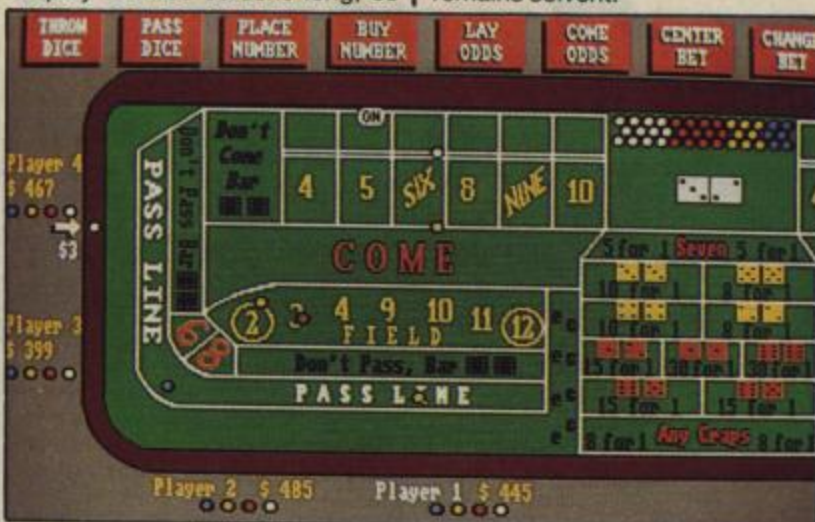 remains solvent.
THROW DICE
PASS DICE
PLACE NUMBER
BUY NUMBER
LAY ODDS
COME ODDS
CENTER BET
CHANGE BET
ON
Don't Come Bar
4 5 SIX 8 NINE 10
Player 4
$ 467
$3
PASS LINE
Don't Pass Bar
COME
5 for 1 Seven 5 for 1
10 for 1 8 for 1
10 for 1 8 for 1
15 for 1 30 for 1 30 for 1
15 for 1 15 for 1
8 for 1 Any Craps 8 for 1
2 3 4 9 10 11 12
FIELD
6 8
Don't Pass, Bar
PASS LINE
Player 3
$ 399
Player 2 $ 485
Player 1 $ 445